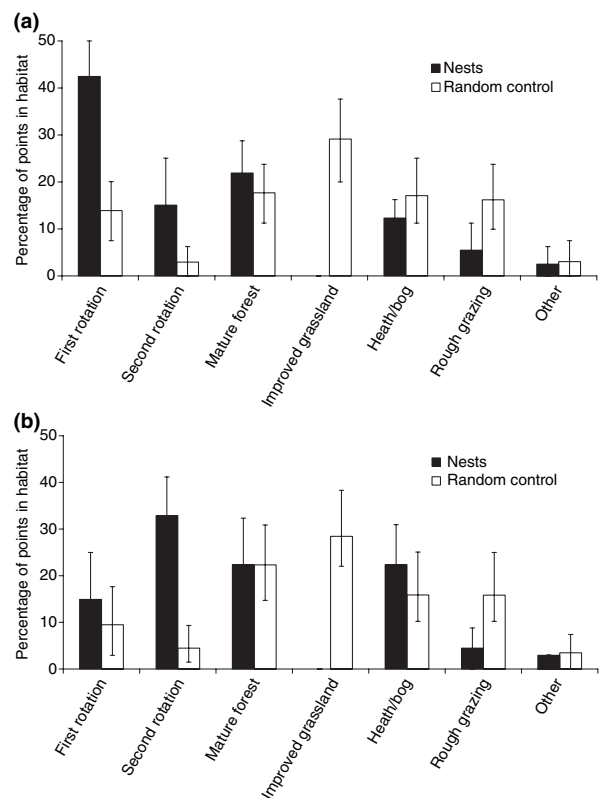 (a)
50
40
30
20
10
0
Percentage of points in habitat
Nests
Random control
First rotation
Second rotation
Mature forest
Improved grassland
Heath/bog
Rough grazing
Other
(b)
50
40
30
20
10
0
Percentage of points in habitat
Nests
Random control
First rotation
Second rotation
Mature forest
Improved grassland
Heath/bog
Rough grazing
Other